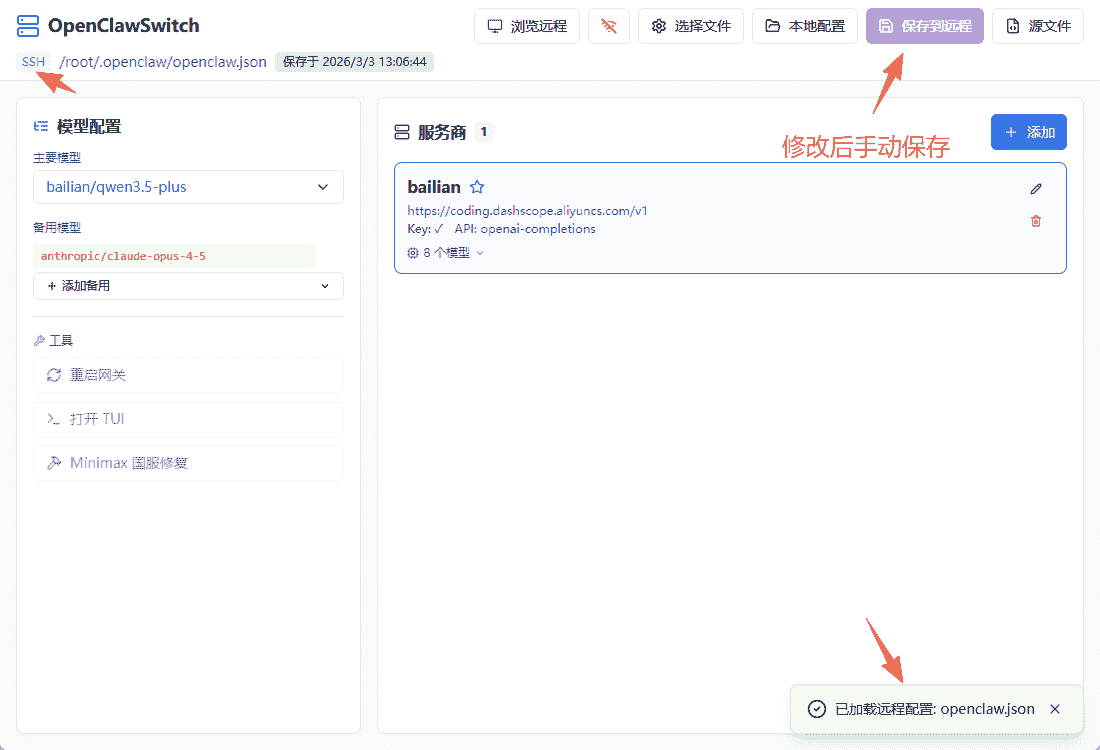 OpenClawSwitch
浏览远程
选择文件
本地配置
保存到远程
源文件
SSH /root/.openclaw/openclaw.json 保存于 2026/3/3 13:06:44
修改后手动保存
模型配置
主要模型
bailian/qwen3.5-plus
备用模型
anthropic/claude-opus-4-5
+ 添加备用
工具
重启网关
打开 TUI
Minimax 国服修复
服务商 1
+ 添加
bailian
https://coding.dashscope.aliyuncs.com/v1
Key: ✓ API: openai-completions
8 个模型
已加载远程配置: openclaw.json